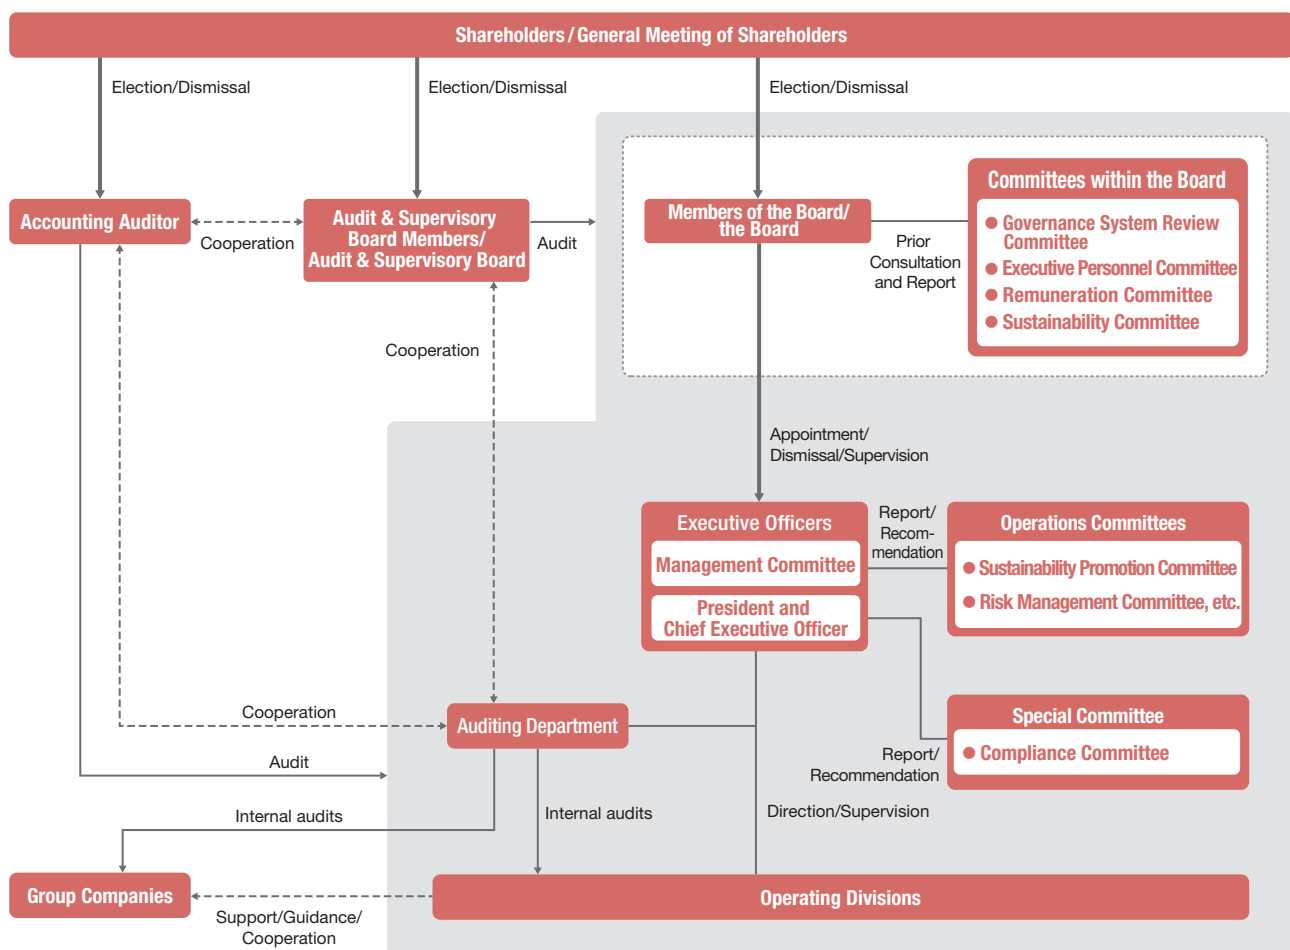 Shareholders / General Meeting of Shareholders
Election/Dismissal
Election/Dismissal
Election/Dismissal
Accounting Auditor
Cooperation
Audit & Supervisory
Board Members/
Audit & Supervisory Board
Audit
Members of the Board/
the Board
Prior
Consultation
and Report
Committees within the Board
● Governance System Review
Committee
● Executive Personnel Committee
● Remuneration Committee
● Sustainability Committee
Cooperation
Appointment/
Dismissal/Supervision
Executive Officers
Management Committee
President and
Chief Executive Officer
Report/
Recom-
mendation
Operations Committees
● Sustainability Promotion Committee
● Risk Management Committee, etc.
Cooperation
Auditing Department
Special Committee
● Compliance Committee
Report/
Recommendation
Audit
Internal audits
Internal audits
Direction/Supervision
Group Companies
Support/Guidance/
Cooperation
Operating Divisions